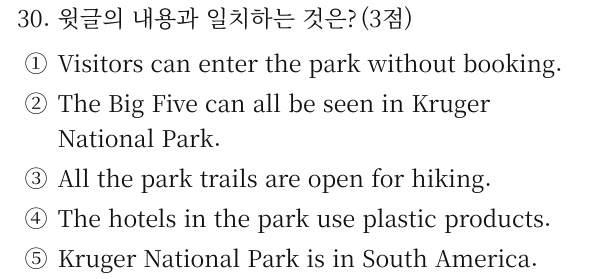 30. 윗글의 내용과 일치하는 것은?(3점)
① Visitors can enter the park without booking.
② The Big Five can all be seen in Kruger
National Park.
③ All the park trails are open for hiking.
④ The hotels in the park use plastic products.
⑤ Kruger National Park is in South America.